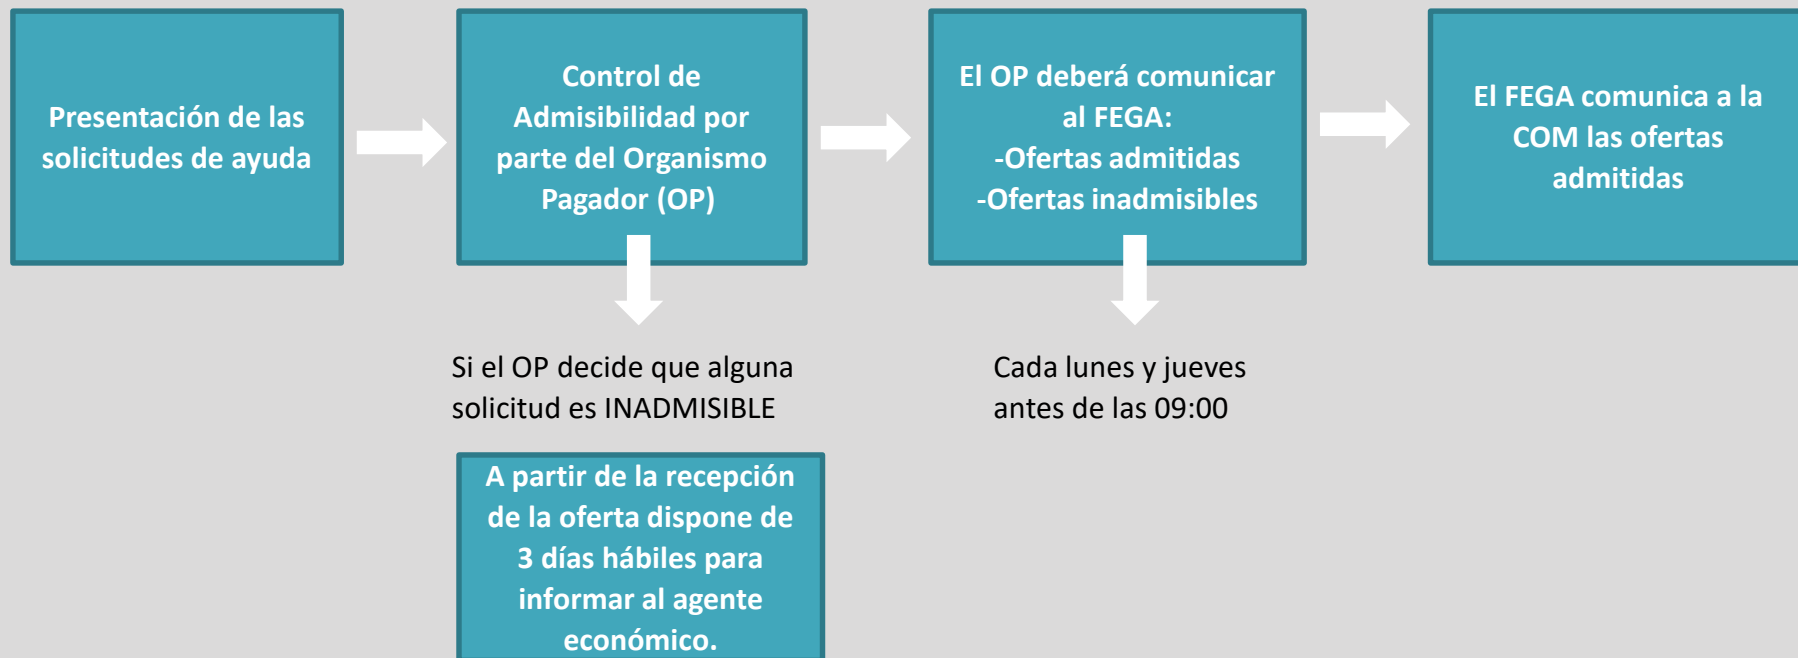 Presentación de las
solicitudes de ayuda
Control de
Admisibilidad por
parte del Organismo
Pagador (OP)
El OP deberá comunicar
al FEGA:
-Ofertas admitidas
-Ofertas inadmisibles
El FEGA comunica a la
COM las ofertas
admitidas
Si el OP decide que alguna
solicitud es INADMISIBLE
Cada lunes y jueves
antes de las 09:00
A partir de la recepción
de la oferta dispone de
3 días hábiles para
informar al agente
económico.